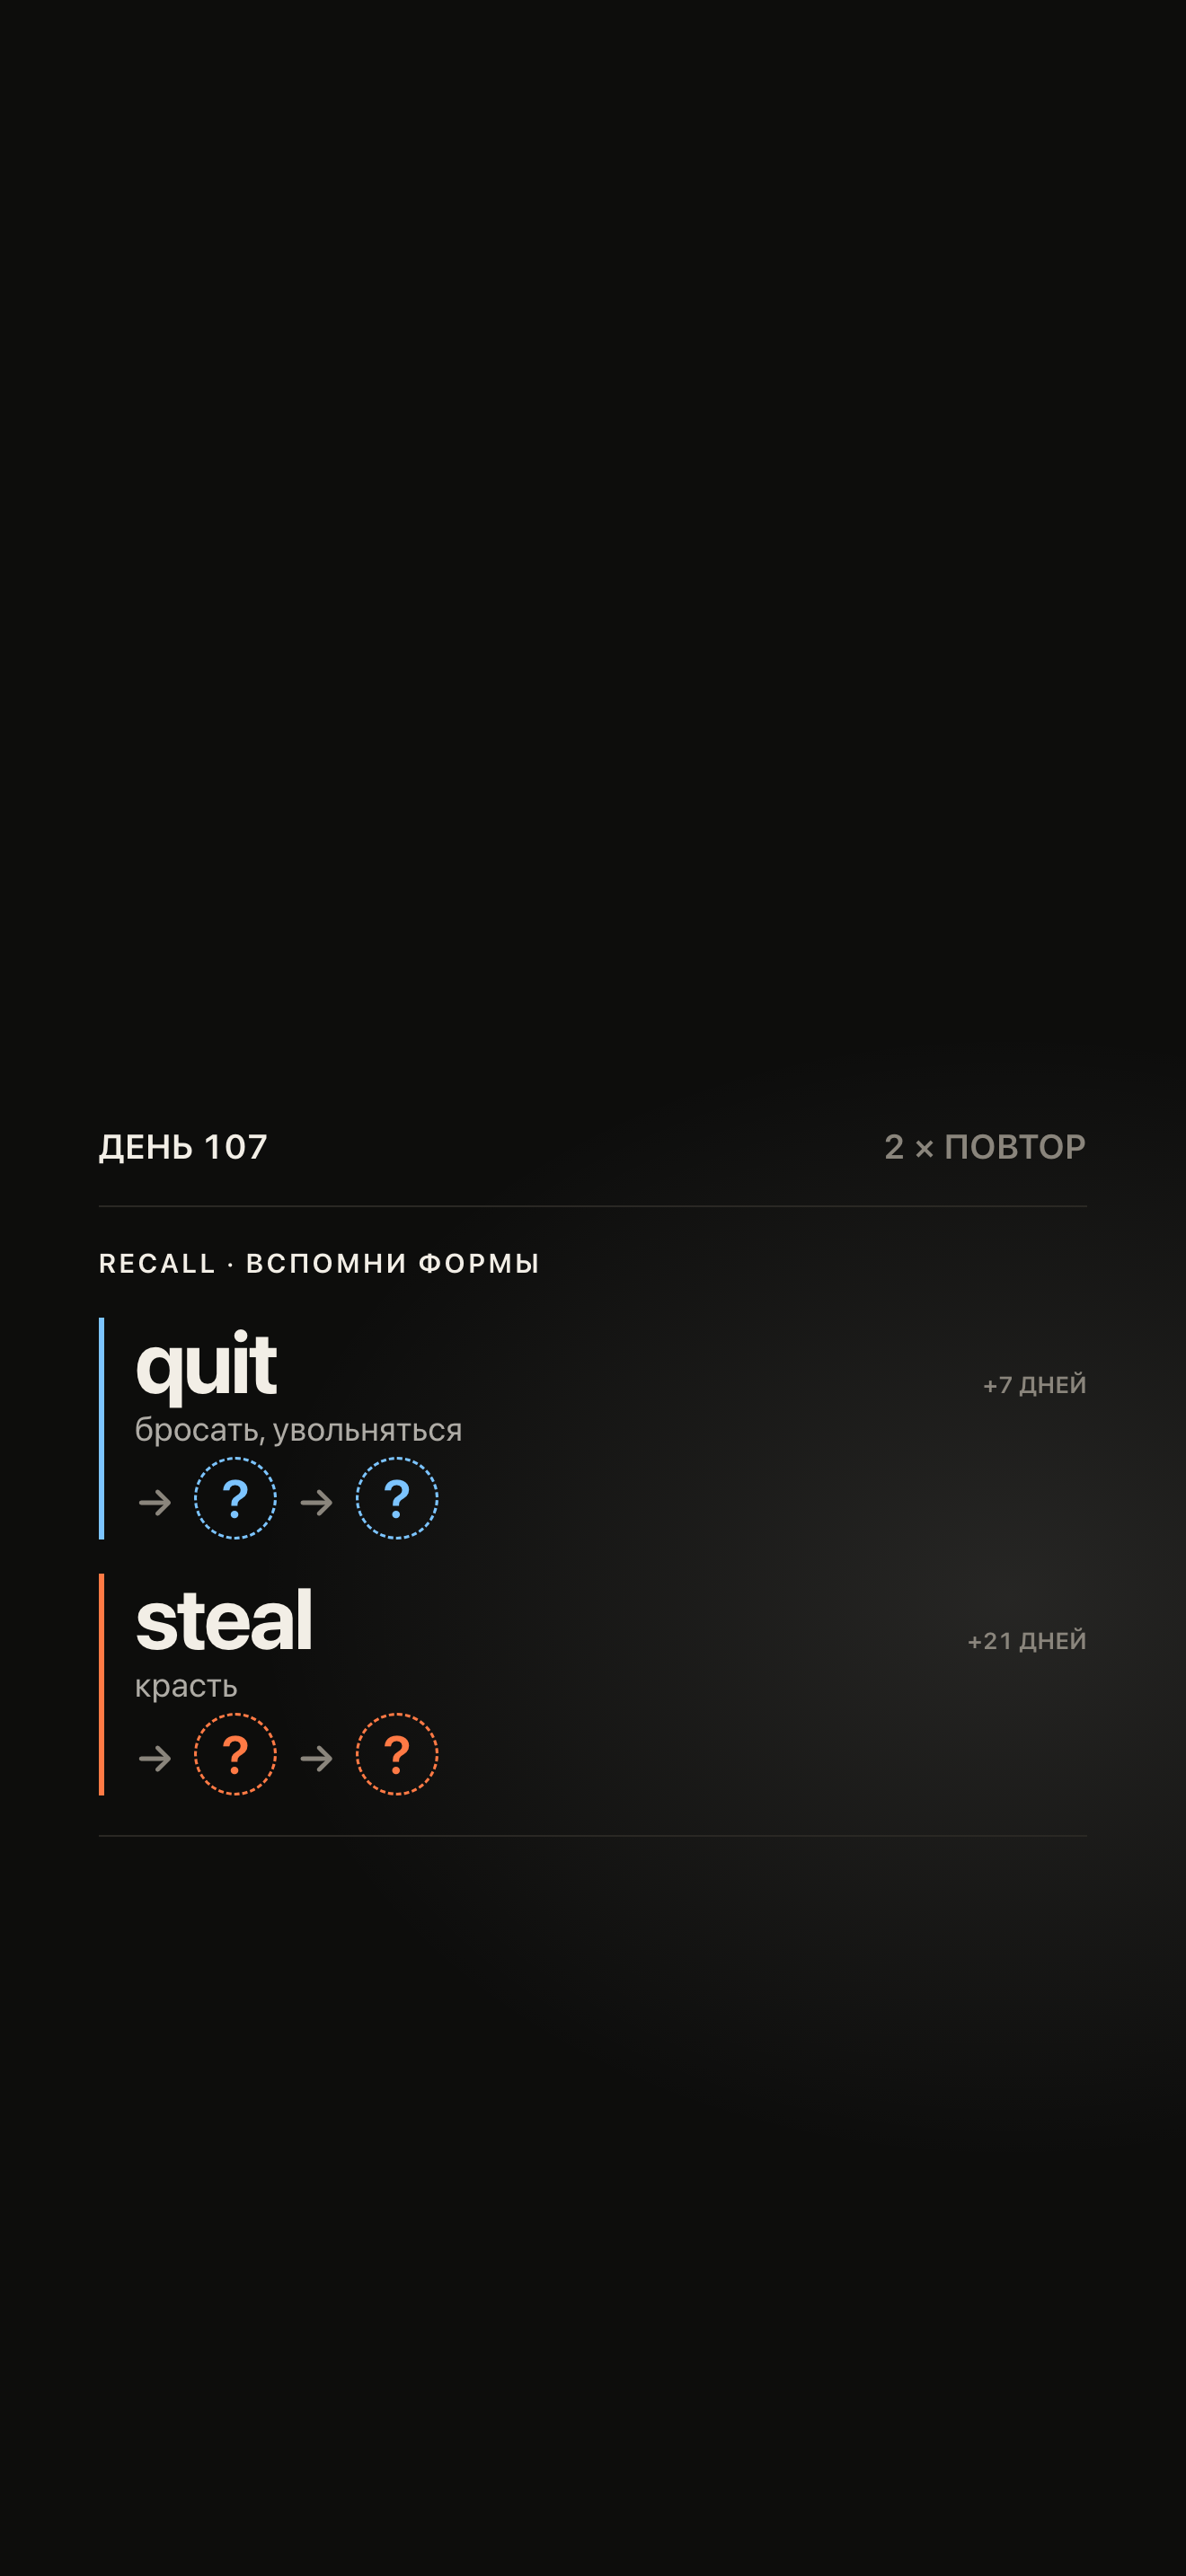 ДЕНЬ 107
2 × ПОВТОР
RECALL · ВСПОМНИ ФОРМЫ
quit
+7 ДНЕЙ
бросать, увольняться
→ ? → ?
steal
+21 ДНЕЙ
красть
→ ? → ?